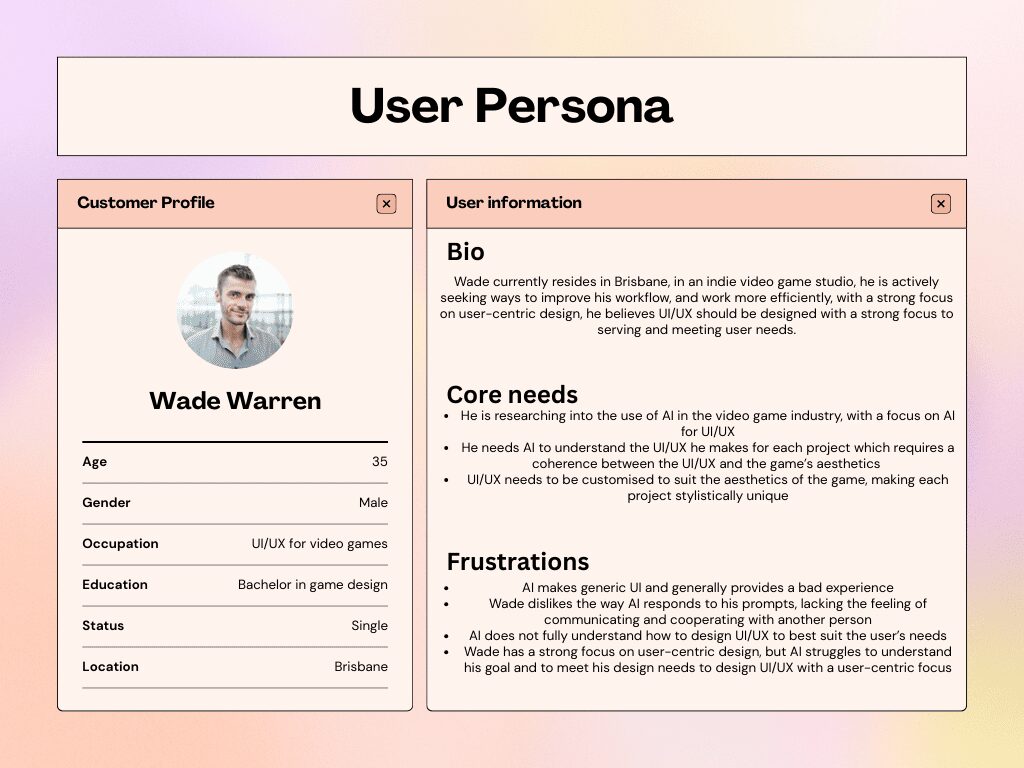 User Persona
Customer Profile
Wade Warren
Age 35
Gender Male
Occupation UI/UX for video games
Education Bachelor in game design
Status Single
Location Brisbane
User information
Bio
Wade currently resides in Brisbane, in an indie video game studio, he is actively
seeking ways to improve his workflow, and work more efficiently, with a strong focus
on user-centric design, he believes UI/UX should be designed with a strong focus to
serving and meeting user needs.
Core needs
• He is researching into the use of AI in the video game industry, with a focus on AI
for UI/UX
• He needs AI to understand the UI/UX he makes for each project which requires a
coherence between the UI/UX and the game's aesthetics
• UI/UX needs to be customised to suit the aesthetics of the game, making each
project stylistically unique
Frustrations
• AI makes generic UI and generally provides a bad experience
• Wade dislikes the way AI responds to his prompts, lacking the feeling of
communicating and cooperating with another person
• AI does not fully understand how to design UI/UX to best suit the user's needs
• Wade has a strong focus on user-centric design, but AI struggles to understand
his goal and to meet his design needs to design UI/UX with a user-centric focus